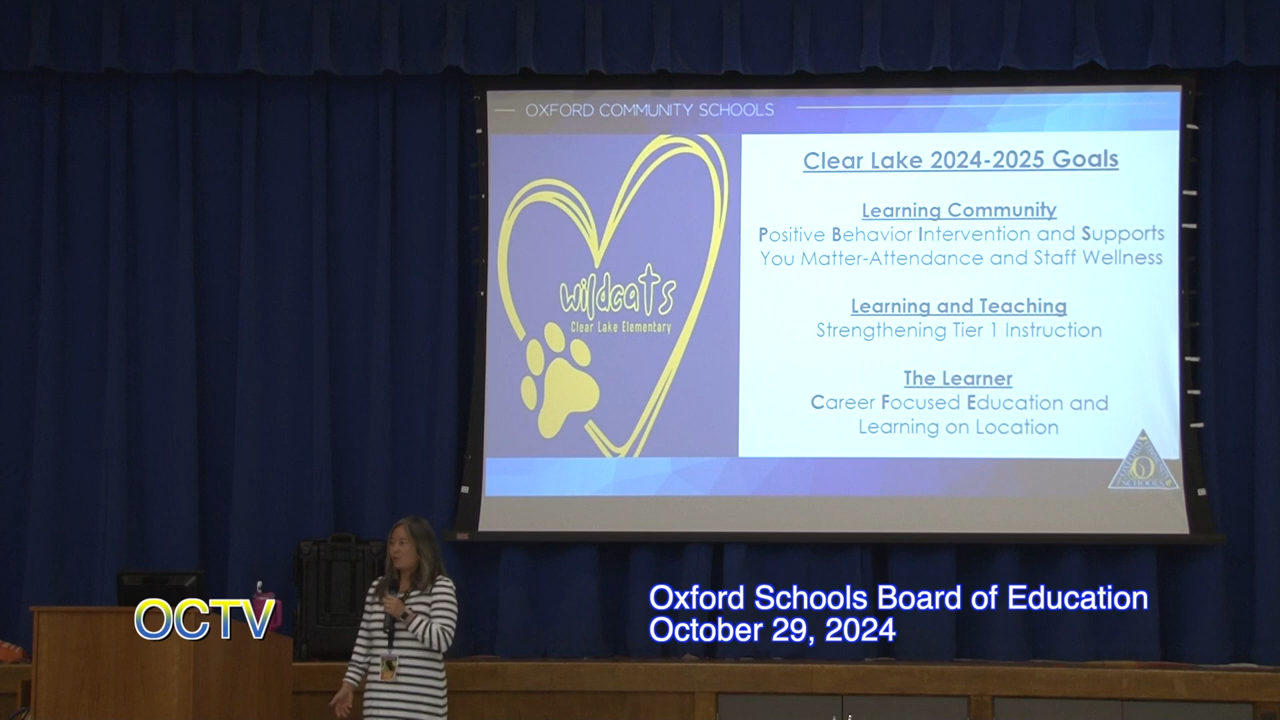 OXFORD COMMUNITY SCHOOLS
Clear Lake 2024-2025 Goals
Learning Community
Positive Behavior Intervention and Supports
You Matter-Attendance and Staff Wellness
Learning and Teaching
Strengthening Tier 1 Instruction
The Learner
Career Focused Education and
Learning on Location
wildcats
Clear Lake Elementary
OXFORD
SCHOOLS
OCTV
Oxford Schools Board of Education
October 29, 2024